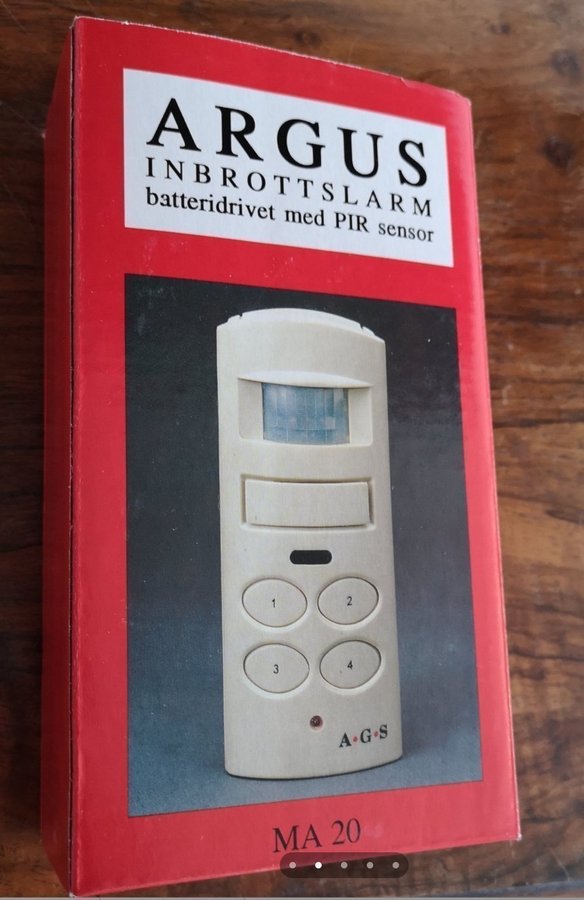 ARGUS
INBROTTSLARM
batteridrivet med PIR sensor
1 2
3 4
A·G·S
MA 20